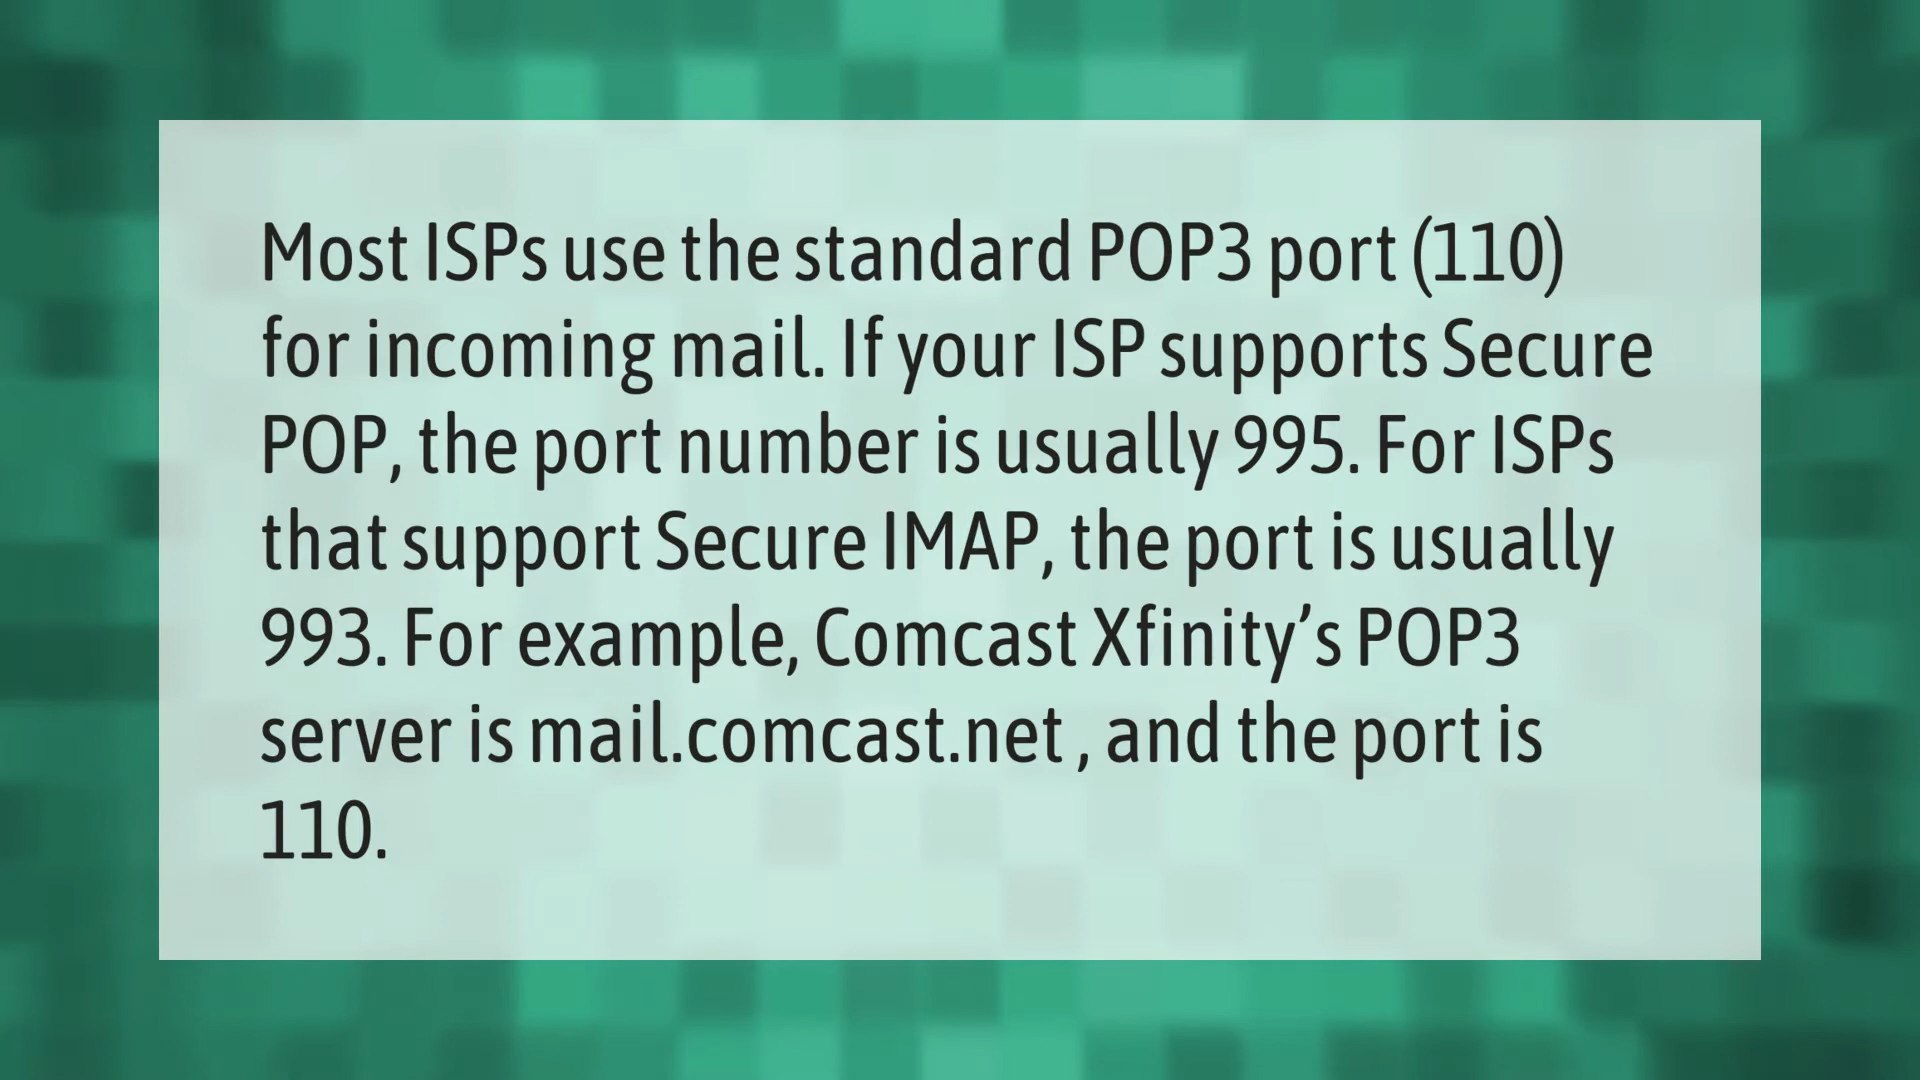 Most ISPs use the standard POP3 port (110)
for incoming mail. If your ISP supports Secure
POP, the port number is usually 995. For ISPs
that support Secure IMAP, the port is usually
993. For example, Comcast Xfinity’s POP3
server is mail.comcast.net , and the port is
110.